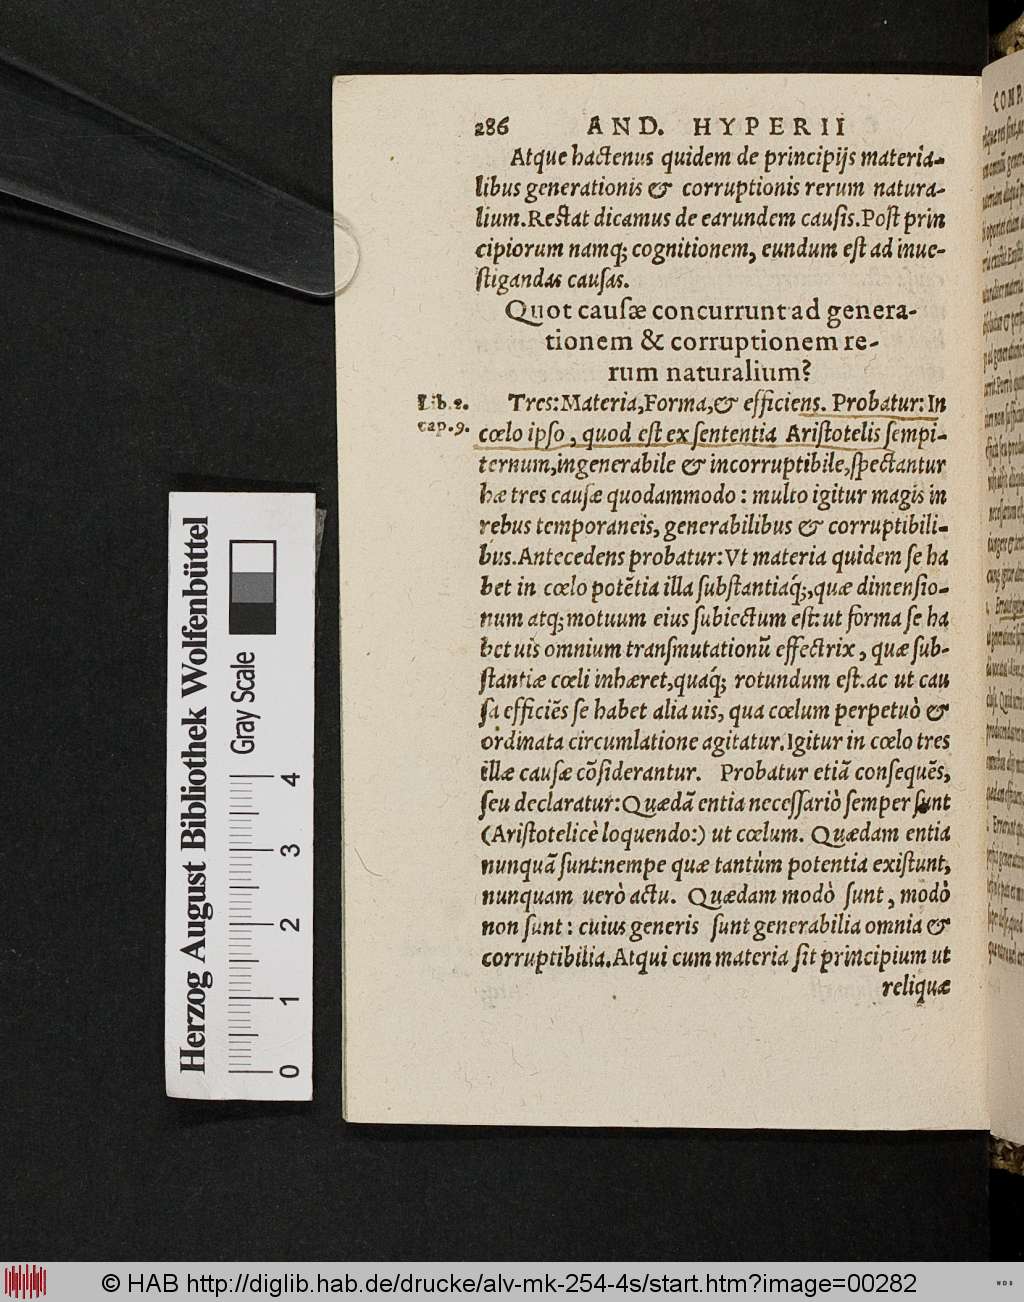 286 AND. HYPERII
Atque hactenus quidem de principijs materia-
libus generationis & corruptionis rerum natura-
lium. Restat dicamus de earundem causis. Post prin
cipiorum namq; cognitionem, eundum est ad inue-
stigandas causas.
Quot causæ concurrunt ad genera-
tionem & corruptionem re-
rum naturalium?
Lib. 2.
cap. 9.
Tres: Materia, Forma, & efficiens. Probatur: In
cœlo ipso, quod est ex sententia Aristotelis sempi-
ternum, ingenerabile & incorruptibile, spectantur
hæ tres causæ quodammodo: multo igitur magis in
rebus temporaneis, generabilibus & corruptibili-
bus. Antecedens probatur: Vt materia quidem se ha
bet in cœlo potẽtia illa substantiaq́;, quæ dimensio-
num atq; motuum eius subiectum est: ut forma se ha
bet uis omnium transmutationũ effectrix, quæ sub-
stantiæ cœli inhæret, quáq́; rotundum est. ac ut cau
sa efficiẽs se habet alia uis, qua cœlum perpetuò &
ordinata circumlatione agitatur. Igitur in cœlo tres
illæ causæ cõsiderantur. Probatur etiã consequẽs,
seu declaratur: Quædã entia necessariò semper sunt
(Aristotelicè loquendo:) ut cœlum. Quædam entia
nunquã sunt: nempe quæ tantùm potentia existunt,
nunquam uerò actu. Quædam modò sunt, modò
non sunt: cuius generis sunt generabilia omnia &
corruptibilia. Atqui cum materia sit principium ut
reliquæ
COMP.
Herzog August Bibliothek Wolfenbüttel
Gray Scale
0 1 2 3 4
© HAB http://diglib.hab.de/drucke/alv-mk-254-4s/start.htm?image=00282